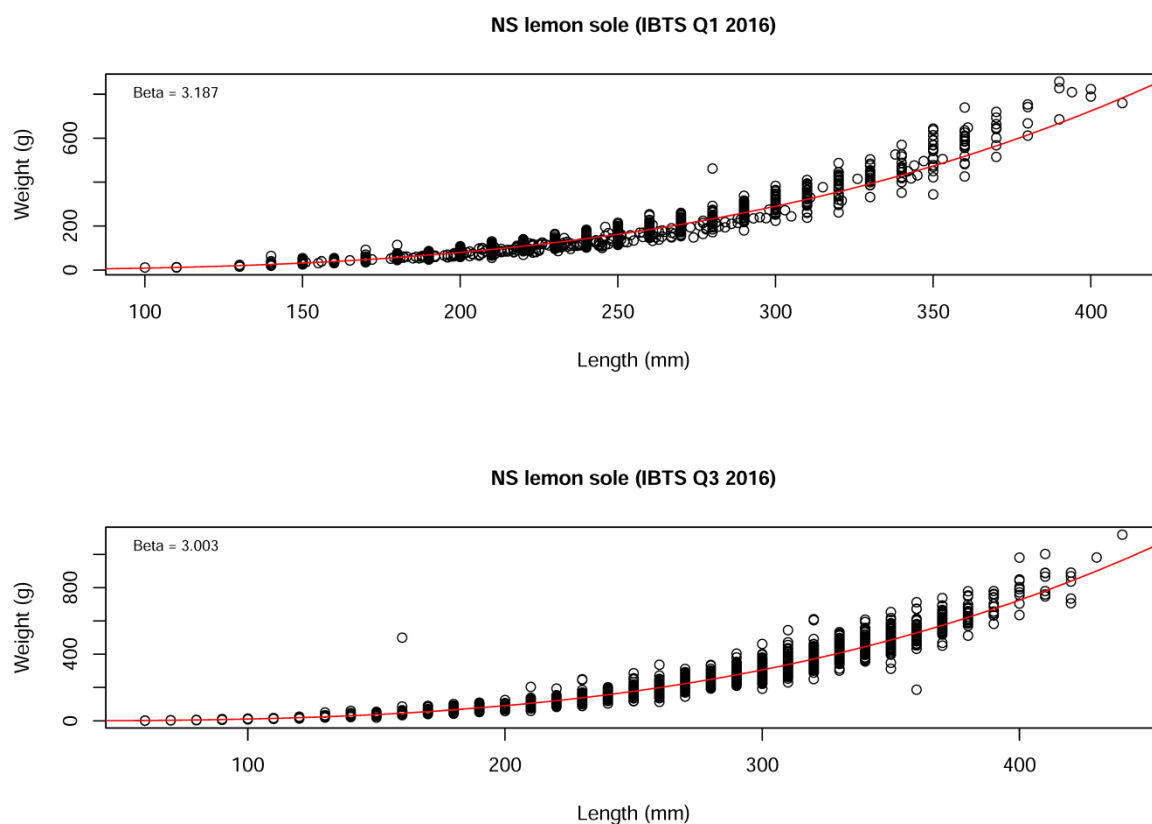 NS lemon sole (IBTS Q1 2016)
Beta = 3.187
Weight (g)
600
200
0
100 150 200 250 300 350 400
Length (mm)
NS lemon sole (IBTS Q3 2016)
Beta = 3.003
Weight (g)
800
400
0
100 200 300 400
Length (mm)